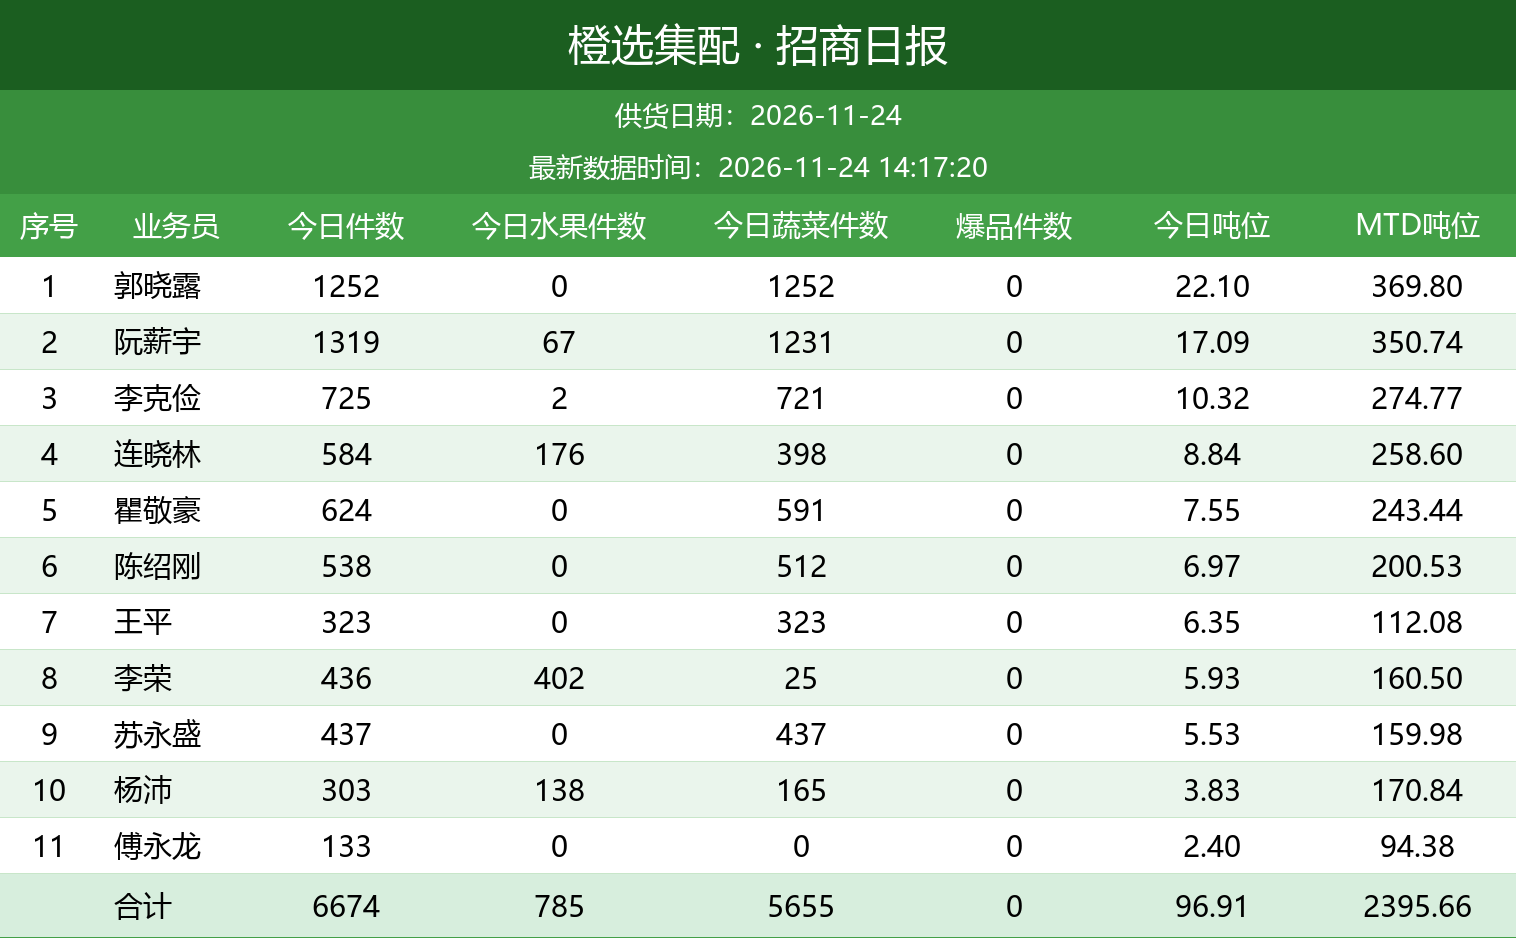 橙选集配 · 招商日报
供货日期：2026-11-24
最新数据时间：2026-11-24 14:17:20
序号 业务员 今日件数 今日水果件数 今日蔬菜件数 爆品件数 今日吨位 MTD吨位
1 郭晓露 1252 0 1252 0 22.10 369.80
2 阮薪宇 1319 67 1231 0 17.09 350.74
3 李克俭 725 2 721 0 10.32 274.77
4 连晓林 584 176 398 0 8.84 258.60
5 瞿敬豪 624 0 591 0 7.55 243.44
6 陈绍刚 538 0 512 0 6.97 200.53
7 王平 323 0 323 0 6.35 112.08
8 李荣 436 402 25 0 5.93 160.50
9 苏永盛 437 0 437 0 5.53 159.98
10 杨沛 303 138 165 0 3.83 170.84
11 傅永龙 133 0 0 0 2.40 94.38
合计 6674 785 5655 0 96.91 2395.66